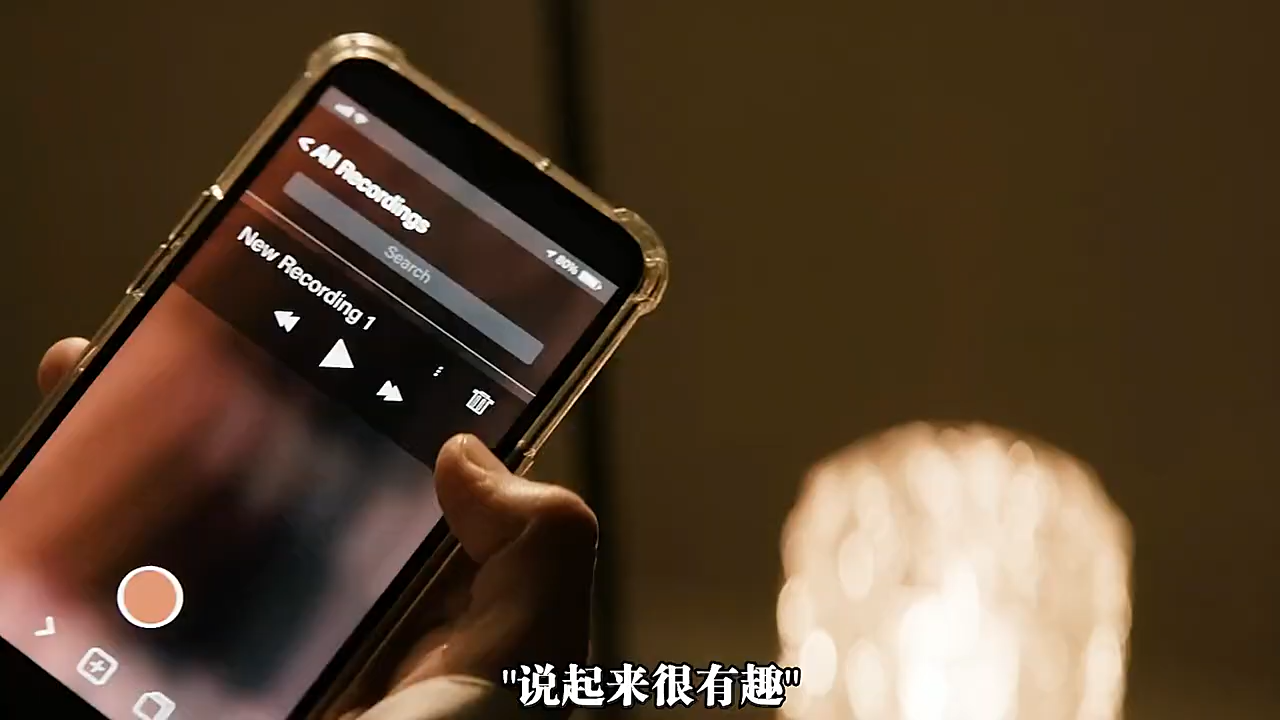 80%
< All Recordings
Search
New Recording 1
"说起来很有趣"